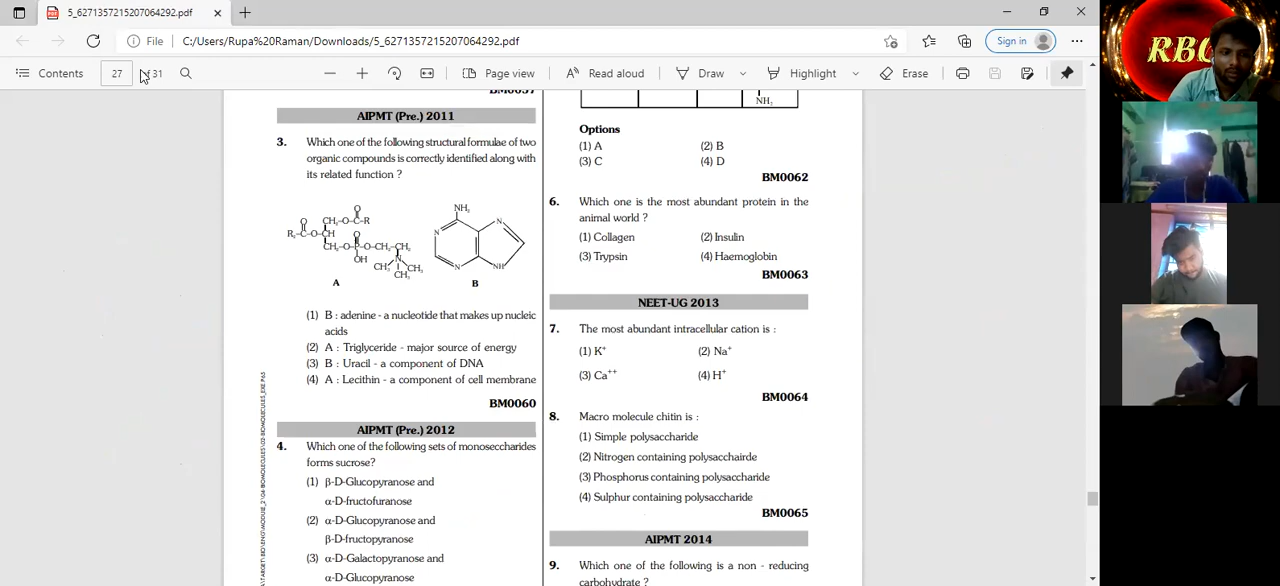 5_6271357215207064292.pdf
File
C:/Users/Rupa%20Raman/Downloads/5_6271357215207064292.pdf
Sign in
Contents
27
of 31
Page view
Read aloud
Draw
Highlight
Erase
RBC
AIPMT (Pre.) 2011
3. Which one of the following structural formulae of two
organic compounds is correctly identified along with
its related function ?
A
B
(1) B : adenine - a nucleotide that makes up nucleic
acids
(2) A : Triglyceride - major source of energy
(3) B : Uracil - a component of DNA
(4) A : Lecithin - a component of cell membrane
BM0060
AIPMT (Pre.) 2012
4. Which one of the following sets of monoseccharides
forms sucrose?
(1) β-D-Glucopyranose and
α-D-fructofuranose
(2) α-D-Glucopyranose and
β-D-fructopyranose
(3) α-D-Galactopyranose and
α-D-Glucopyranose
NH₂
Options
(1) A (2) B
(3) C (4) D
BM0062
6. Which one is the most abundant protein in the
animal world ?
(1) Collagen (2) Insulin
(3) Trypsin (4) Haemoglobin
BM0063
NEET-UG 2013
7. The most abundant intracellular cation is :
(1) K⁺ (2) Na⁺
(3) Ca⁺⁺ (4) H⁺
BM0064
8. Macro molecule chitin is :
(1) Simple polysaccharide
(2) Nitrogen containing polysacchairde
(3) Phosphorus containing polysaccharide
(4) Sulphur containing polysaccharide
BM0065
AIPMT 2014
9. Which one of the following is a non - reducing
carbohydrate ?